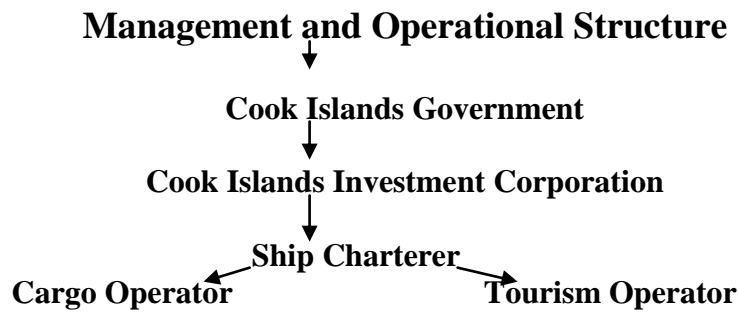 Management and Operational Structure
Cook Islands Government
Cook Islands Investment Corporation
Ship Charterer
Cargo Operator Tourism Operator